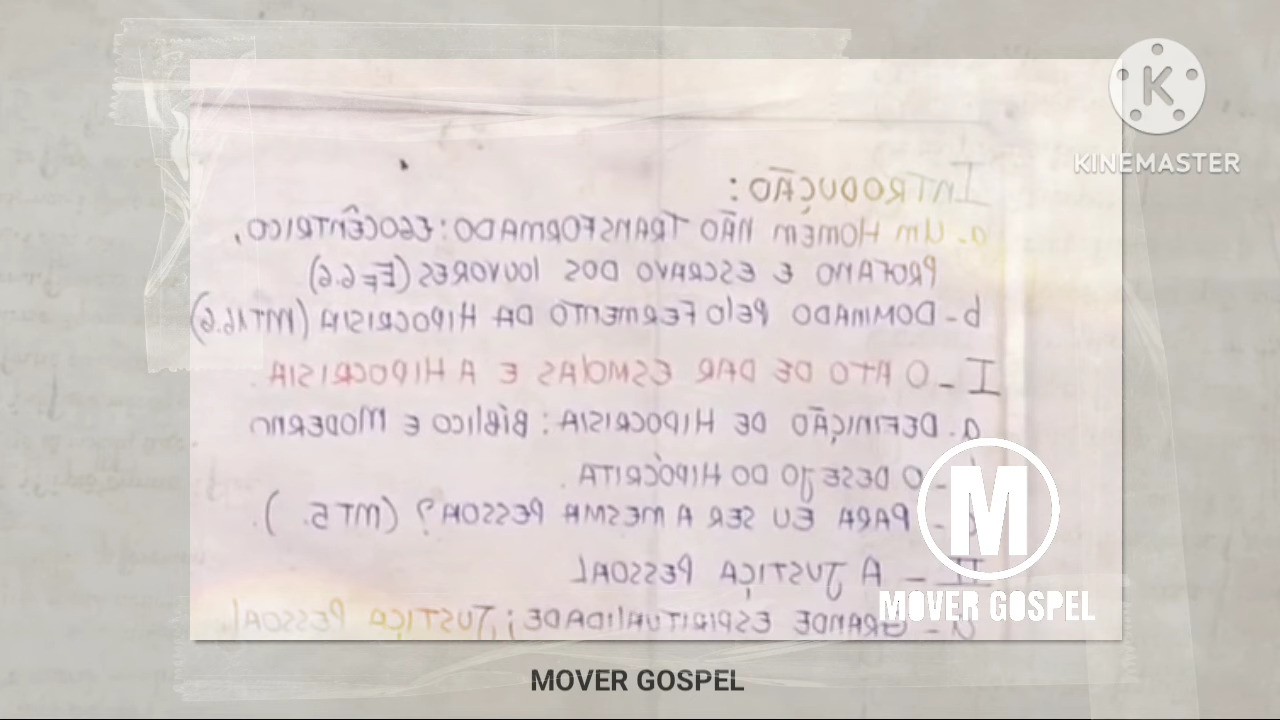 KINEMASTER
INTRODUÇÃO:
a. Um HOmEm NÃO TRANSFORMADO: EGOCÊNTRICO,
PROFANO E ESCRAVO DOS lOUVORES (EF 6.6)
b - DOMINADO PElO FERMENTO DA HIPOCRISIA (MT 16.6)
I - O ATO DE DAR ESMOlAS E A HIPOCRISIA.
a. DEFINIÇÃO DE HIPOCRISIA: BÍBlICO E MODERNO
- O DESEJO DO HIPÓCRITA.
- PARA EU SER A MESMA PESSOA? (MT 5. ).
II - A JUSTIÇA PESSOAL
a - GRANDE ESPIRITUAlIDADE; JUSTIÇA PESSOAL.
M
MOVER GOSPEL
MOVER GOSPEL